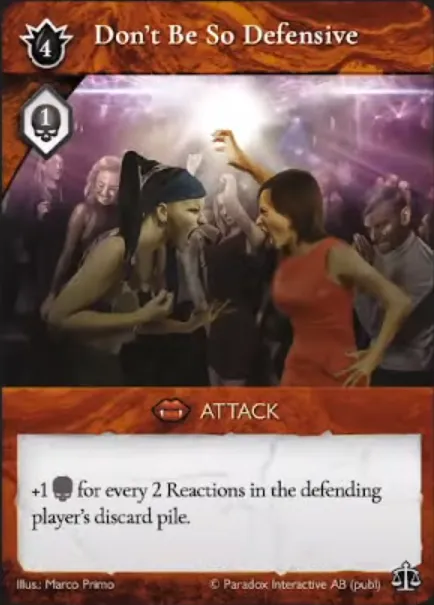 4
Don't Be So Defensive
1
ATTACK
+1 for every 2 Reactions in the defending
player's discard pile.
Illus.: Marco Primo
© Paradox Interactive AB (publ)